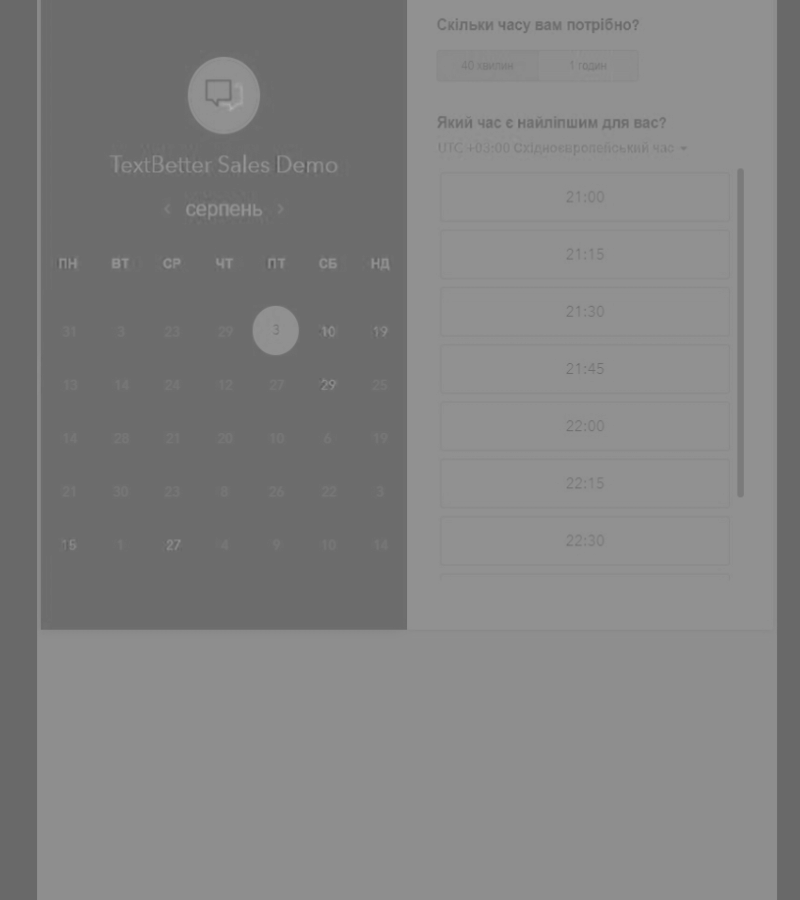 TextBetter Sales Demo
серпень
ПН ВТ СР ЧТ ПТ СБ НД
31 3 23 29 3 10 19
13 14 24 12 27 29 25
14 28 21 20 10 6 19
21 30 23 8 26 22 3
15 1 27 4 9 10 14
Скільки часу вам потрібно?
40 хвилин 1 годин
Який час є найліпшим для вас?
UTC +03:00 Східноєвропейський час
21:00
21:15
21:30
21:45
22:00
22:15
22:30